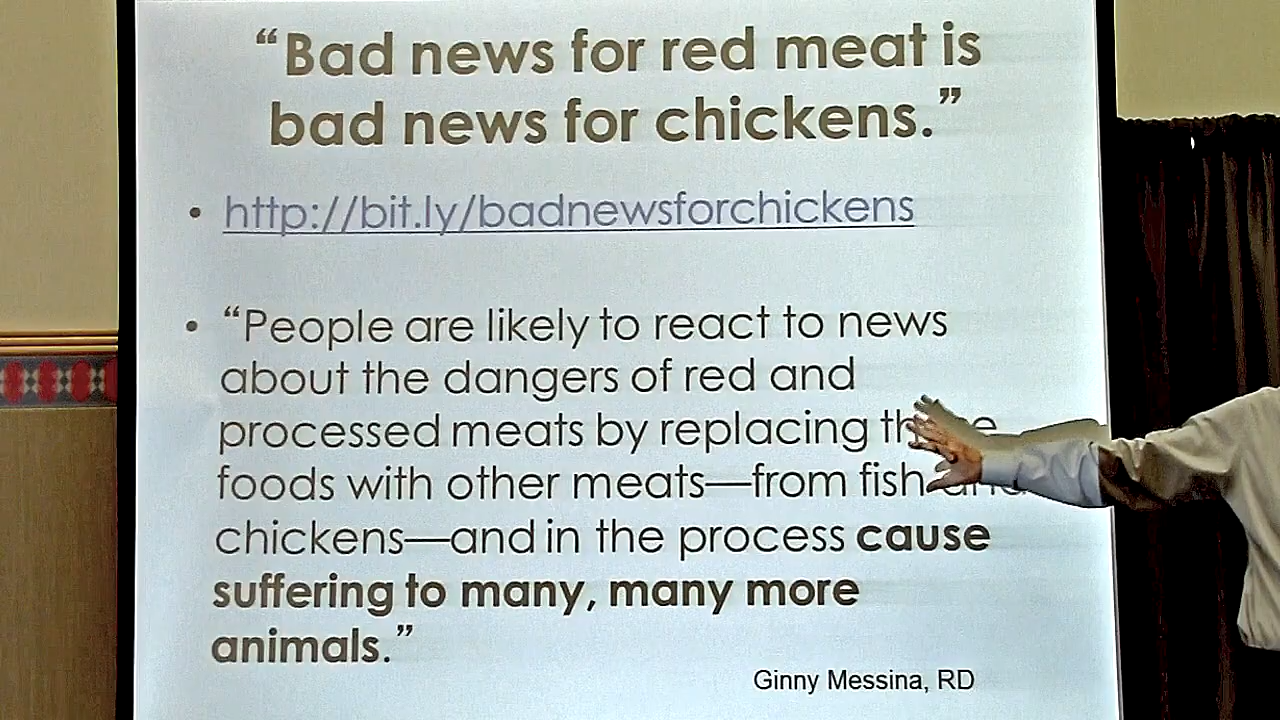 “Bad news for red meat is
bad news for chickens.”
• http://bit.ly/badnewsforchickens
• “People are likely to react to news
about the dangers of red and
processed meats by replacing
foods with other meats—from fish
chickens—and in the process cause
suffering to many, many more
animals.”
Ginny Messina, RD